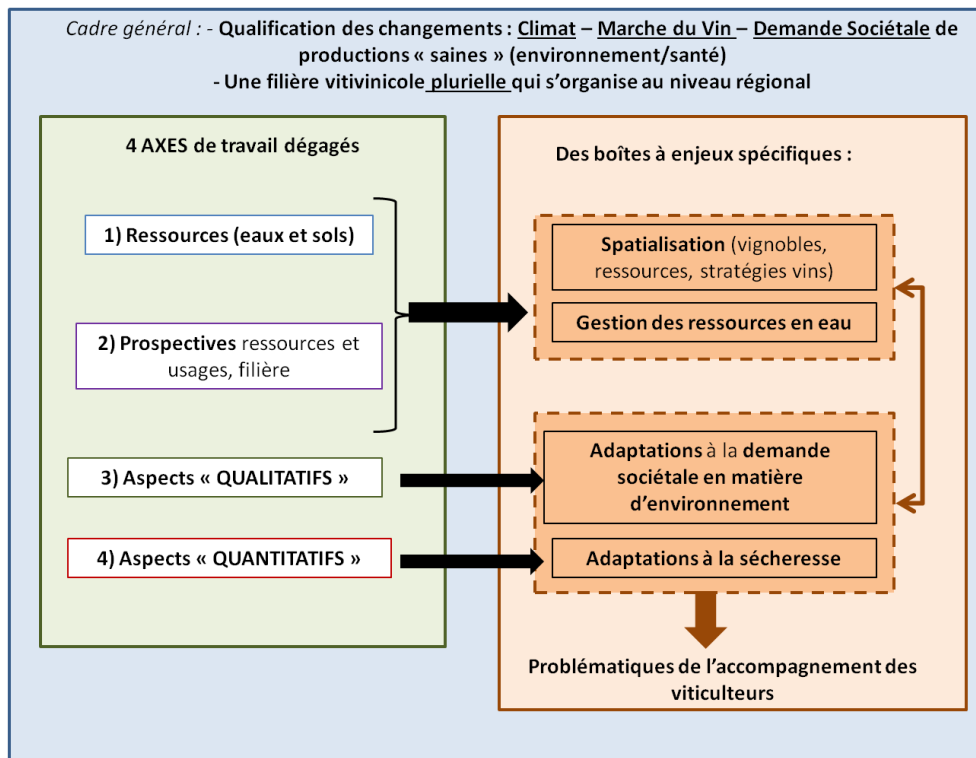 Cadre général : - Qualification des changements : Climat – Marche du Vin – Demande Sociétale de
productions « saines » (environnement/santé)
- Une filière vitivinicole plurielle qui s’organise au niveau régional
4 AXES de travail dégagés
1) Ressources (eaux et sols)
2) Prospectives ressources et
usages, filière
3) Aspects « QUALITATIFS »
4) Aspects « QUANTITATIFS »
Des boîtes à enjeux spécifiques :
Spatialisation (vignobles,
ressources, stratégies vins)
Gestion des ressources en eau
Adaptations à la demande
sociétale en matière
d’environnement
Adaptations à la sécheresse
Problématiques de l’accompagnement des
viticulteurs